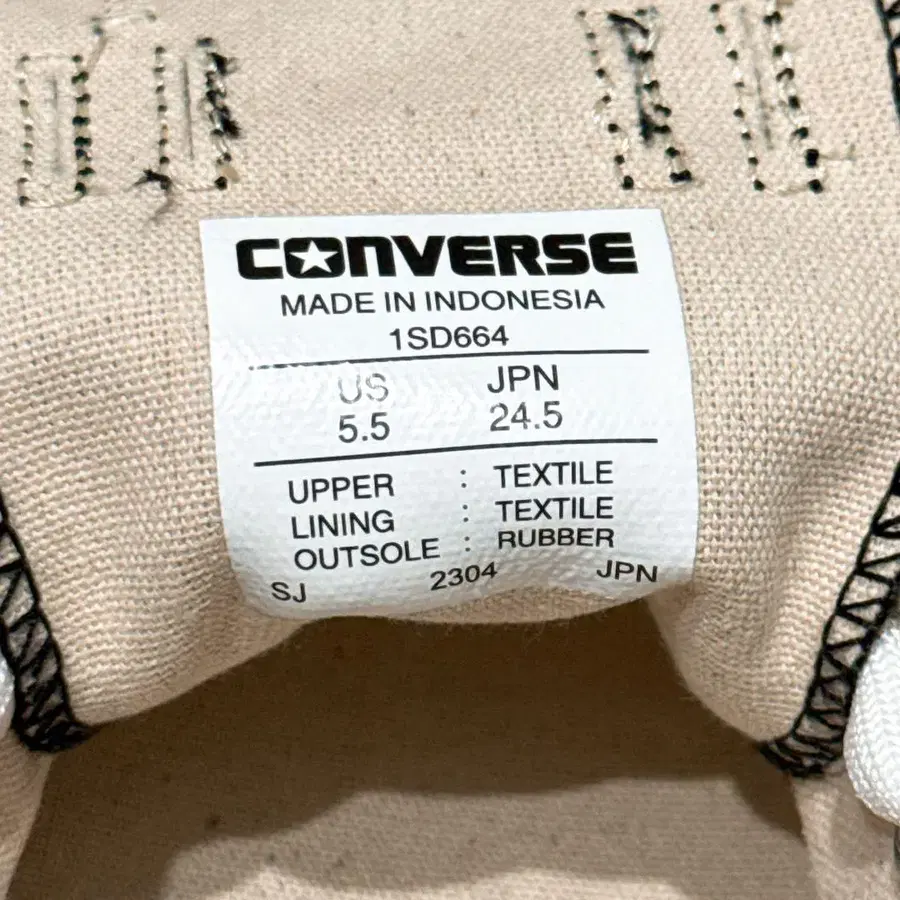 CONVERSE
MADE IN INDONESIA
1SD664
US JPN
5.5 24.5
UPPER : TEXTILE
LINING : TEXTILE
OUTSOLE : RUBBER
SJ 2304 JPN